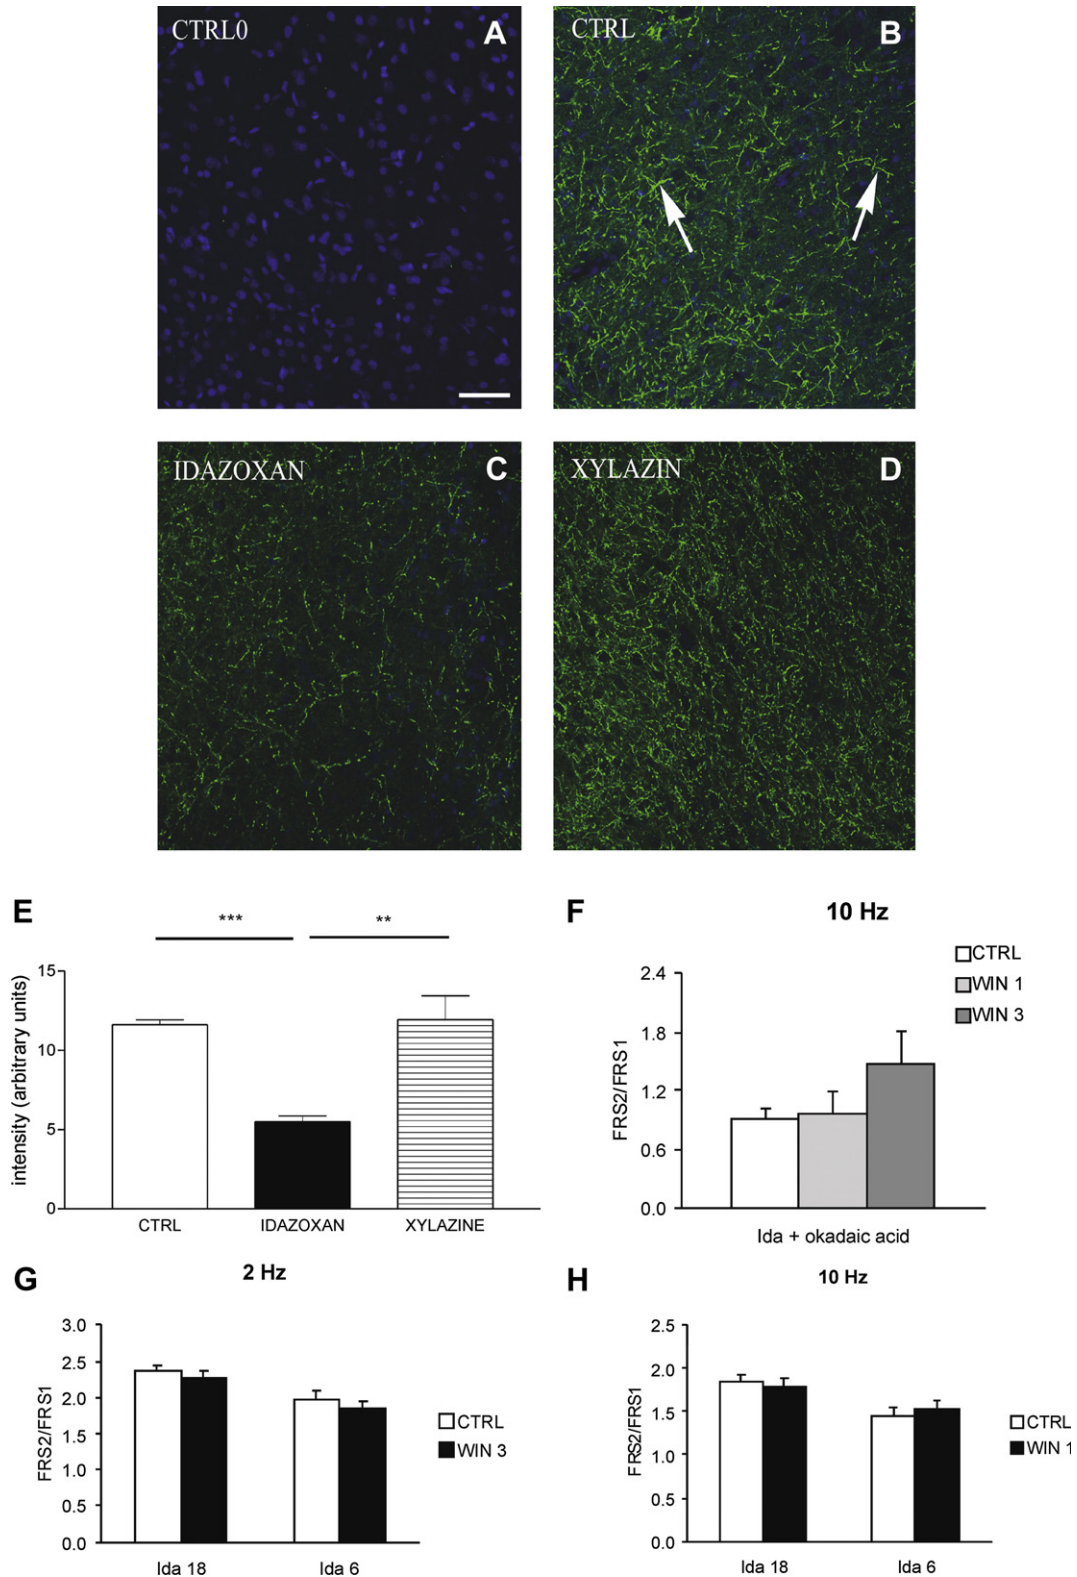 CTRL0
A
CTRL
B
IDAZOXAN
C
XYLAZIN
D
E
***
**
intensity (arbitrary units)
15
10
5
0
CTRL
IDAZOXAN
XYLAZINE
F
10 Hz
CTRL
WIN 1
WIN 3
FRS2/FRS1
2.4
1.8
1.2
0.6
0.0
Ida + okadaic acid
G
2 Hz
FRS2/FRS1
3.0
2.5
2.0
1.5
1.0
0.5
0.0
Ida 18
Ida 6
CTRL
WIN 3
H
10 Hz
FRS2/FRS1
2.5
2.0
1.5
1.0
0.5
0.0
Ida 18
Ida 6
CTRL
WIN 1